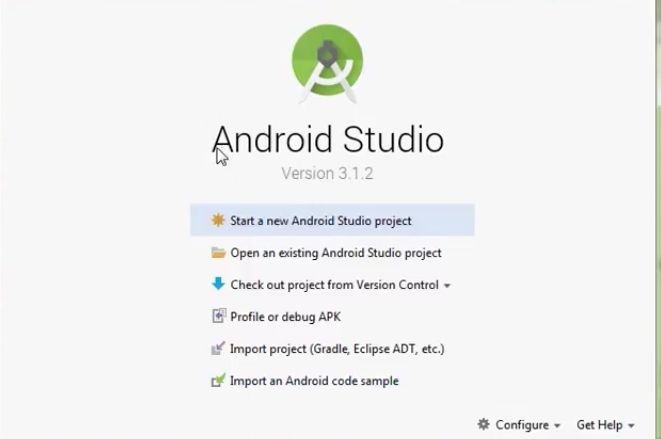 Android Studio
Version 3.1.2
Start a new Android Studio project
Open an existing Android Studio project
Check out project from Version Control
Profile or debug APK
Import project (Gradle, Eclipse ADT, etc.)
Import an Android code sample
Configure Get Help